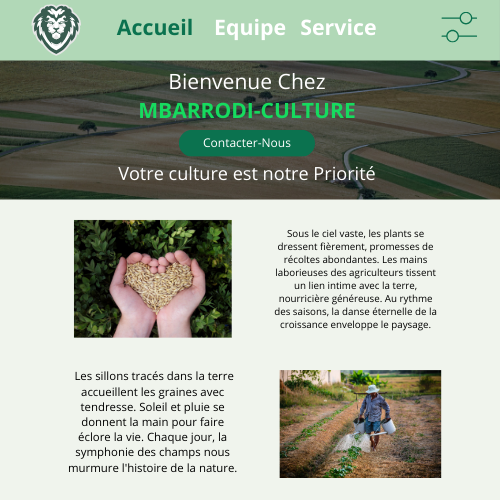 Accueil Equipe Service
Bienvenue Chez
MBARRODI-CULTURE
Contacter-Nous
Votre culture est notre Priorité
Sous le ciel vaste, les plants se
dressent fièrement, promesses de
récoltes abondantes. Les mains
laborieuses des agriculteurs tissent
un lien intime avec la terre,
nourricière généreuse. Au rythme
des saisons, la danse éternelle de la
croissance enveloppe le paysage.
Les sillons tracés dans la terre
accueillent les graines avec
tendresse. Soleil et pluie se
donnent la main pour faire
éclore la vie. Chaque jour, la
symphonie des champs nous
murmure l'histoire de la nature.